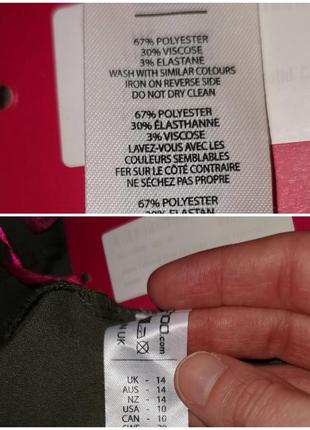 67% POLYESTER
30% VISCOSE
3% ELASTANE
WASH WITH SIMILAR COLOURS
IRON ON REVERSE SIDE
DO NOT DRY CLEAN
67% POLYESTER
30% ÉLASTHANNE
3% VISCOSE
LAVEZ-VOUS AVEC LES
COULEURS SEMBLABLES
FER SUR LE CÔTÉ CONTRAIRE
NE SÉCHEZ PAS PROPRE
67% POLYESTER
ELASTAN
.com
UK
UK - 14
AUS - 14
NZ - 14
USA - 10
CAN - 10